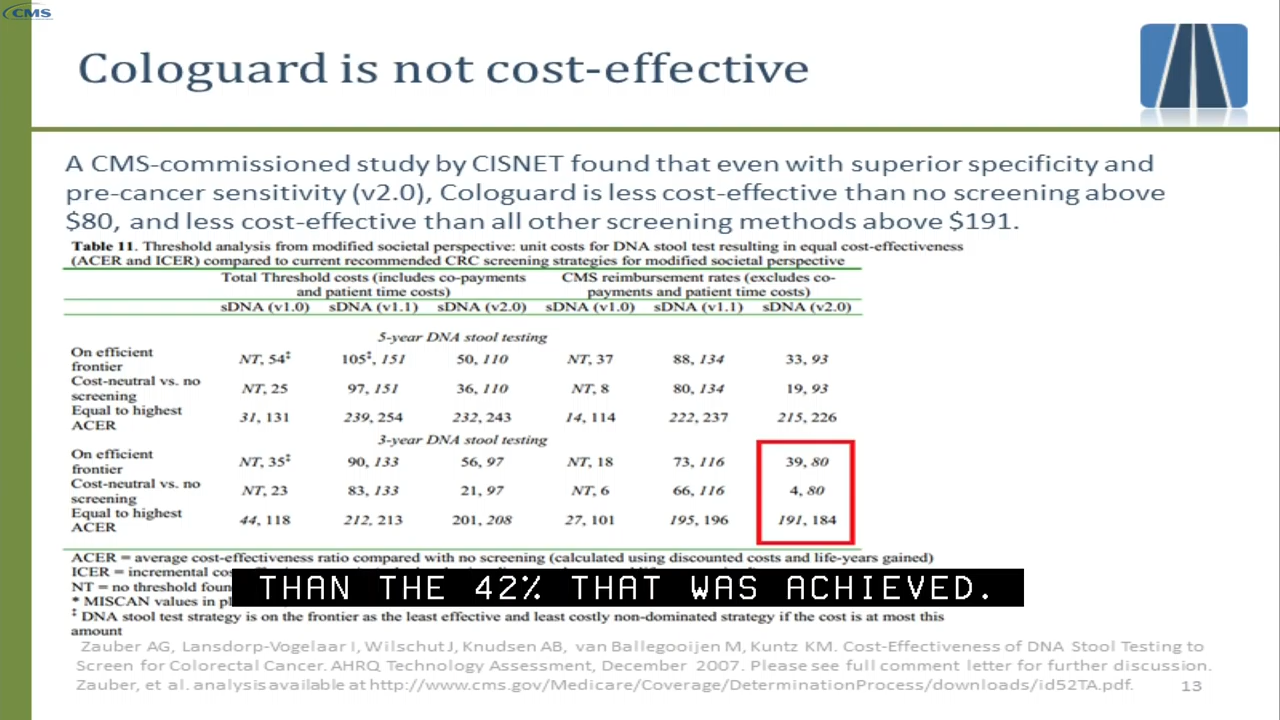 CMS
Cologuard is not cost-effective
A CMS-commissioned study by CISNET found that even with superior specificity and
pre-cancer sensitivity (v2.0), Cologuard is less cost-effective than no screening above
$80, and less cost-effective than all other screening methods above $191.
Table 11. Threshold analysis from modified societal perspective: unit costs for DNA stool test resulting in equal cost-effectiveness
(ACER and ICER) compared to current recommended CRC screening strategies for modified societal perspective
Total Threshold costs (includes co-payments CMS reimbursement rates (excludes co-
and patient time costs) payments and patient time costs)
sDNA (v1.0) sDNA (v1.1) sDNA (v2.0) sDNA (v1.0) sDNA (v1.1) sDNA (v2.0)
5-year DNA stool testing
On efficient
frontier NT, 54‡ 105‡, 151 50, 110 NT, 37 88, 134 33, 93
Cost-neutral vs. no
screening NT, 25 97, 151 36, 110 NT, 8 80, 134 19, 93
Equal to highest
ACER 31, 131 239, 254 232, 243 14, 114 222, 237 215, 226
3-year DNA stool testing
On efficient
frontier NT, 35‡ 90, 133 56, 97 NT, 18 73, 116 39, 80
Cost-neutral vs. no
screening NT, 23 83, 133 21, 97 NT, 6 66, 116 4, 80
Equal to highest
ACER 44, 118 212, 213 201, 208 27, 101 195, 196 191, 184
ACER = average cost-effectiveness ratio compared with no screening (calculated using discounted costs and life-years gained)
ICER = incremental
NT = no threshold
* MISCAN values in
THAN THE 42% THAT WAS ACHIEVED.
‡ DNA stool test strategy is on the frontier as the least effective and least costly non-dominated strategy if the cost is at most this
amount
Zauber AG, Lansdorp-Vogelaar I, Wilschut J, Knudsen AB, van Ballegooijen M, Kuntz KM. Cost-Effectiveness of DNA Stool Testing to
Screen for Colorectal Cancer. AHRQ Technology Assessment, December 2007. Please see full comment letter for further discussion.
Zauber, et al. analysis available at http://www.cms.gov/Medicare/Coverage/DeterminationProcess/downloads/id52TA.pdf.
13